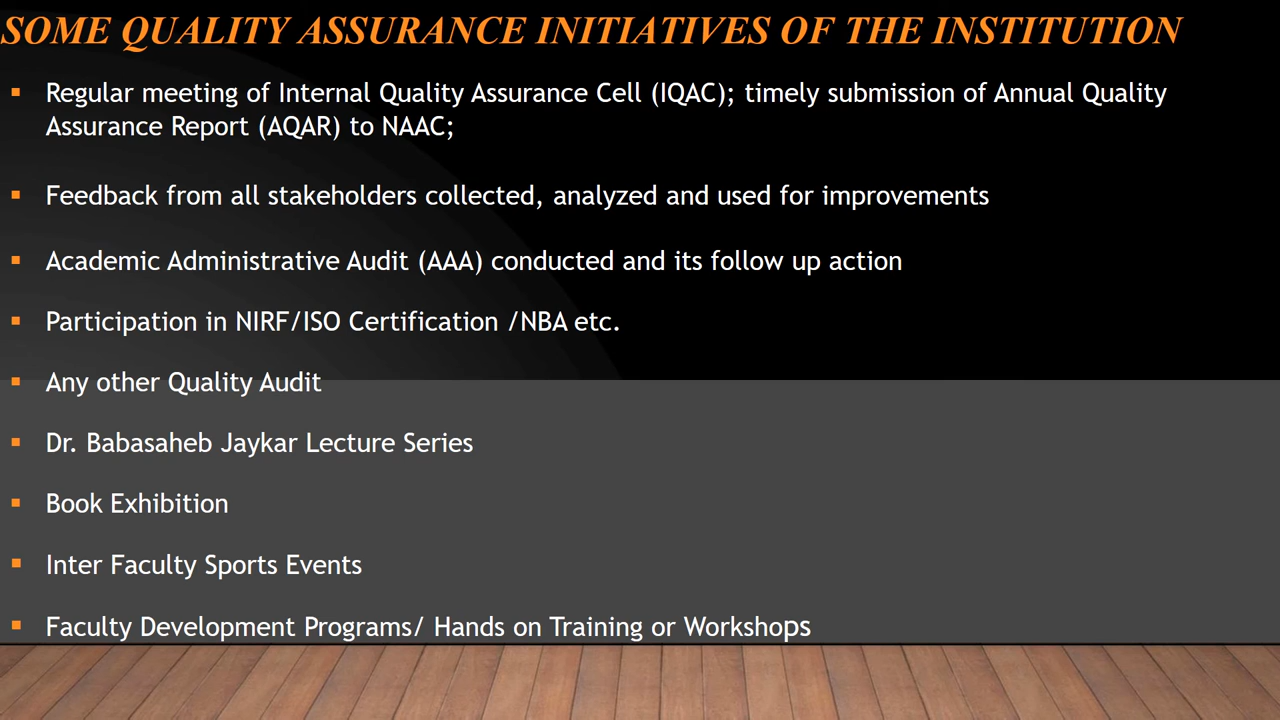 SOME QUALITY ASSURANCE INITIATIVES OF THE INSTITUTION
▪ Regular meeting of Internal Quality Assurance Cell (IQAC); timely submission of Annual Quality
Assurance Report (AQAR) to NAAC;
▪ Feedback from all stakeholders collected, analyzed and used for improvements
▪ Academic Administrative Audit (AAA) conducted and its follow up action
▪ Participation in NIRF/ISO Certification /NBA etc.
▪ Any other Quality Audit
▪ Dr. Babasaheb Jaykar Lecture Series
▪ Book Exhibition
▪ Inter Faculty Sports Events
▪ Faculty Development Programs/ Hands on Training or Workshops